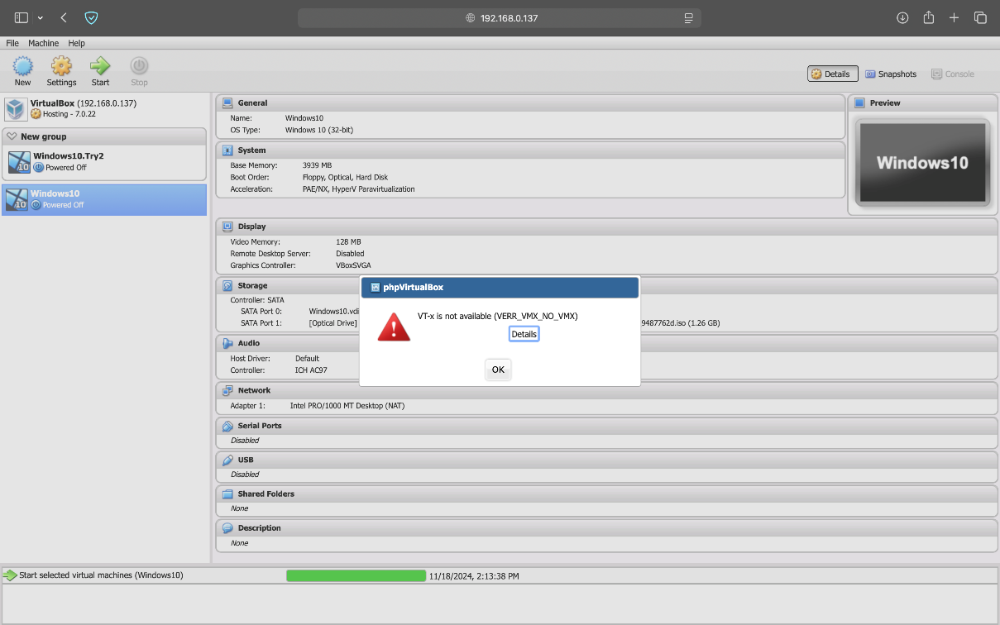 192.168.0.137
File Machine Help
New Settings Start Stop
Details Snapshots Console
VirtualBox (192.168.0.137)
Hosting - 7.0.22
New group
Windows10.Try2
10 Powered Off
Windows10
10 Powered Off
General
Name: Windows10
OS Type: Windows 10 (32-bit)
System
Base Memory: 3939 MB
Boot Order: Floppy, Optical, Hard Disk
Acceleration: PAE/NX, HyperV Paravirtualization
Preview
Windows10
Display
Video Memory: 128 MB
Remote Desktop Server: Disabled
Graphics Controller: VBoxSVGA
Storage
Controller: SATA
SATA Port 0: Windows10.vdi
SATA Port 1: [Optical Drive] 9487762d.iso (1.26 GB)
phpVirtualBox
VT-x is not available (VERR_VMX_NO_VMX)
Details
OK
Audio
Host Driver: Default
Controller: ICH AC97
Network
Adapter 1: Intel PRO/1000 MT Desktop (NAT)
Serial Ports
Disabled
USB
Disabled
Shared Folders
None
Description
None
Start selected virtual machines (Windows10) 11/18/2024, 2:13:38 PM